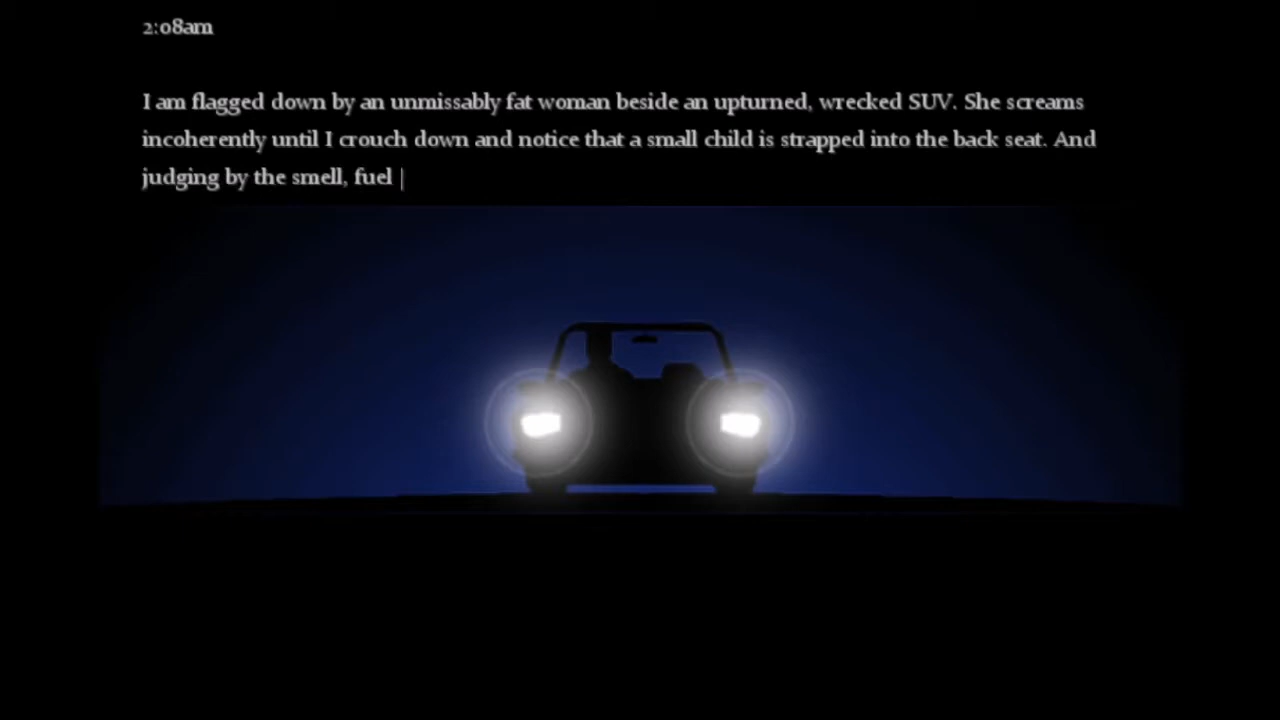 2:08am
I am flagged down by an unmissably fat woman beside an upturned, wrecked SUV. She screams
incoherently until I crouch down and notice that a small child is strapped into the back seat. And
judging by the smell, fuel |